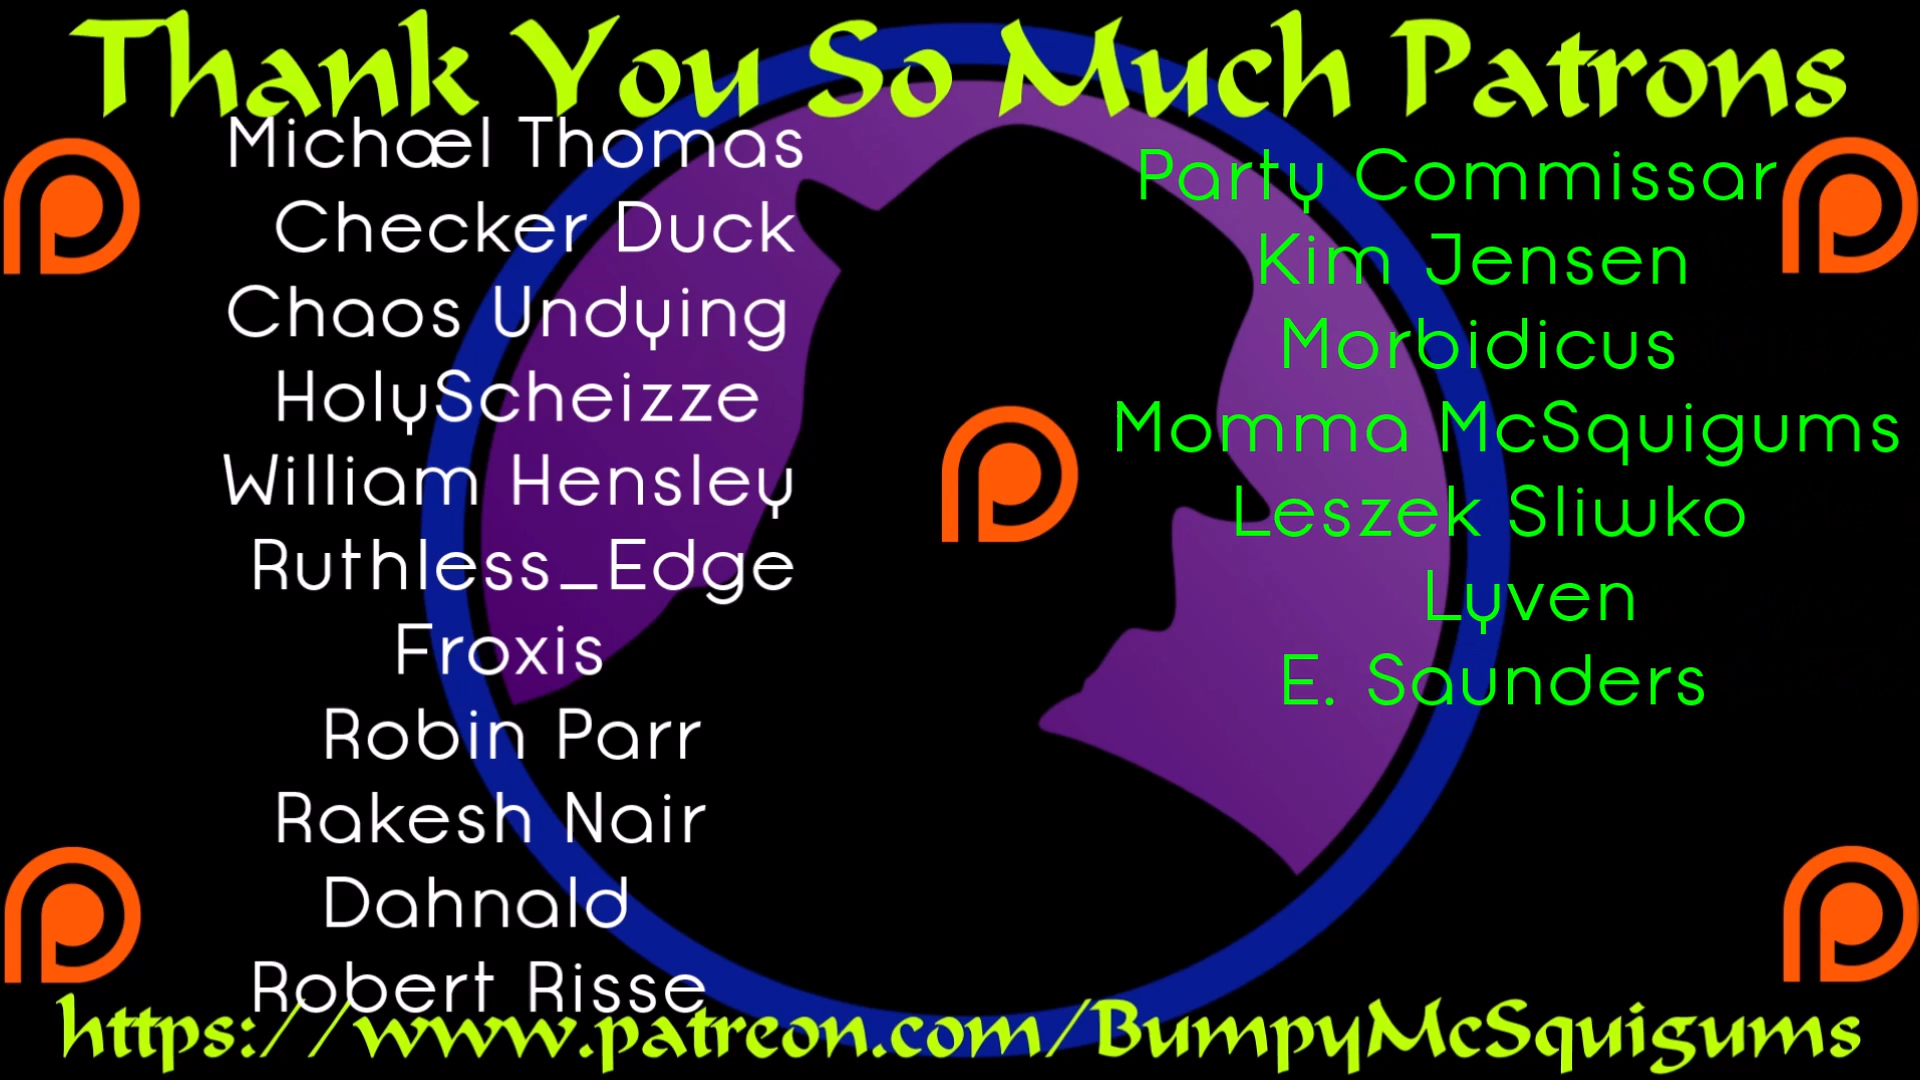 Thank You So Much Patrons
Michæl Thomas
Checker Duck
Chaos Undying
HolyScheizze
William Hensley
Ruthless_Edge
Froxis
Robin Parr
Rakesh Nair
Dahnald
Robert Risse
Party Commissar
Kim Jensen
Morbidicus
Momma McSquigums
Leszek Sliwko
Lyven
E. Saunders
https://www.patreon.com/BumpyMcSquigums